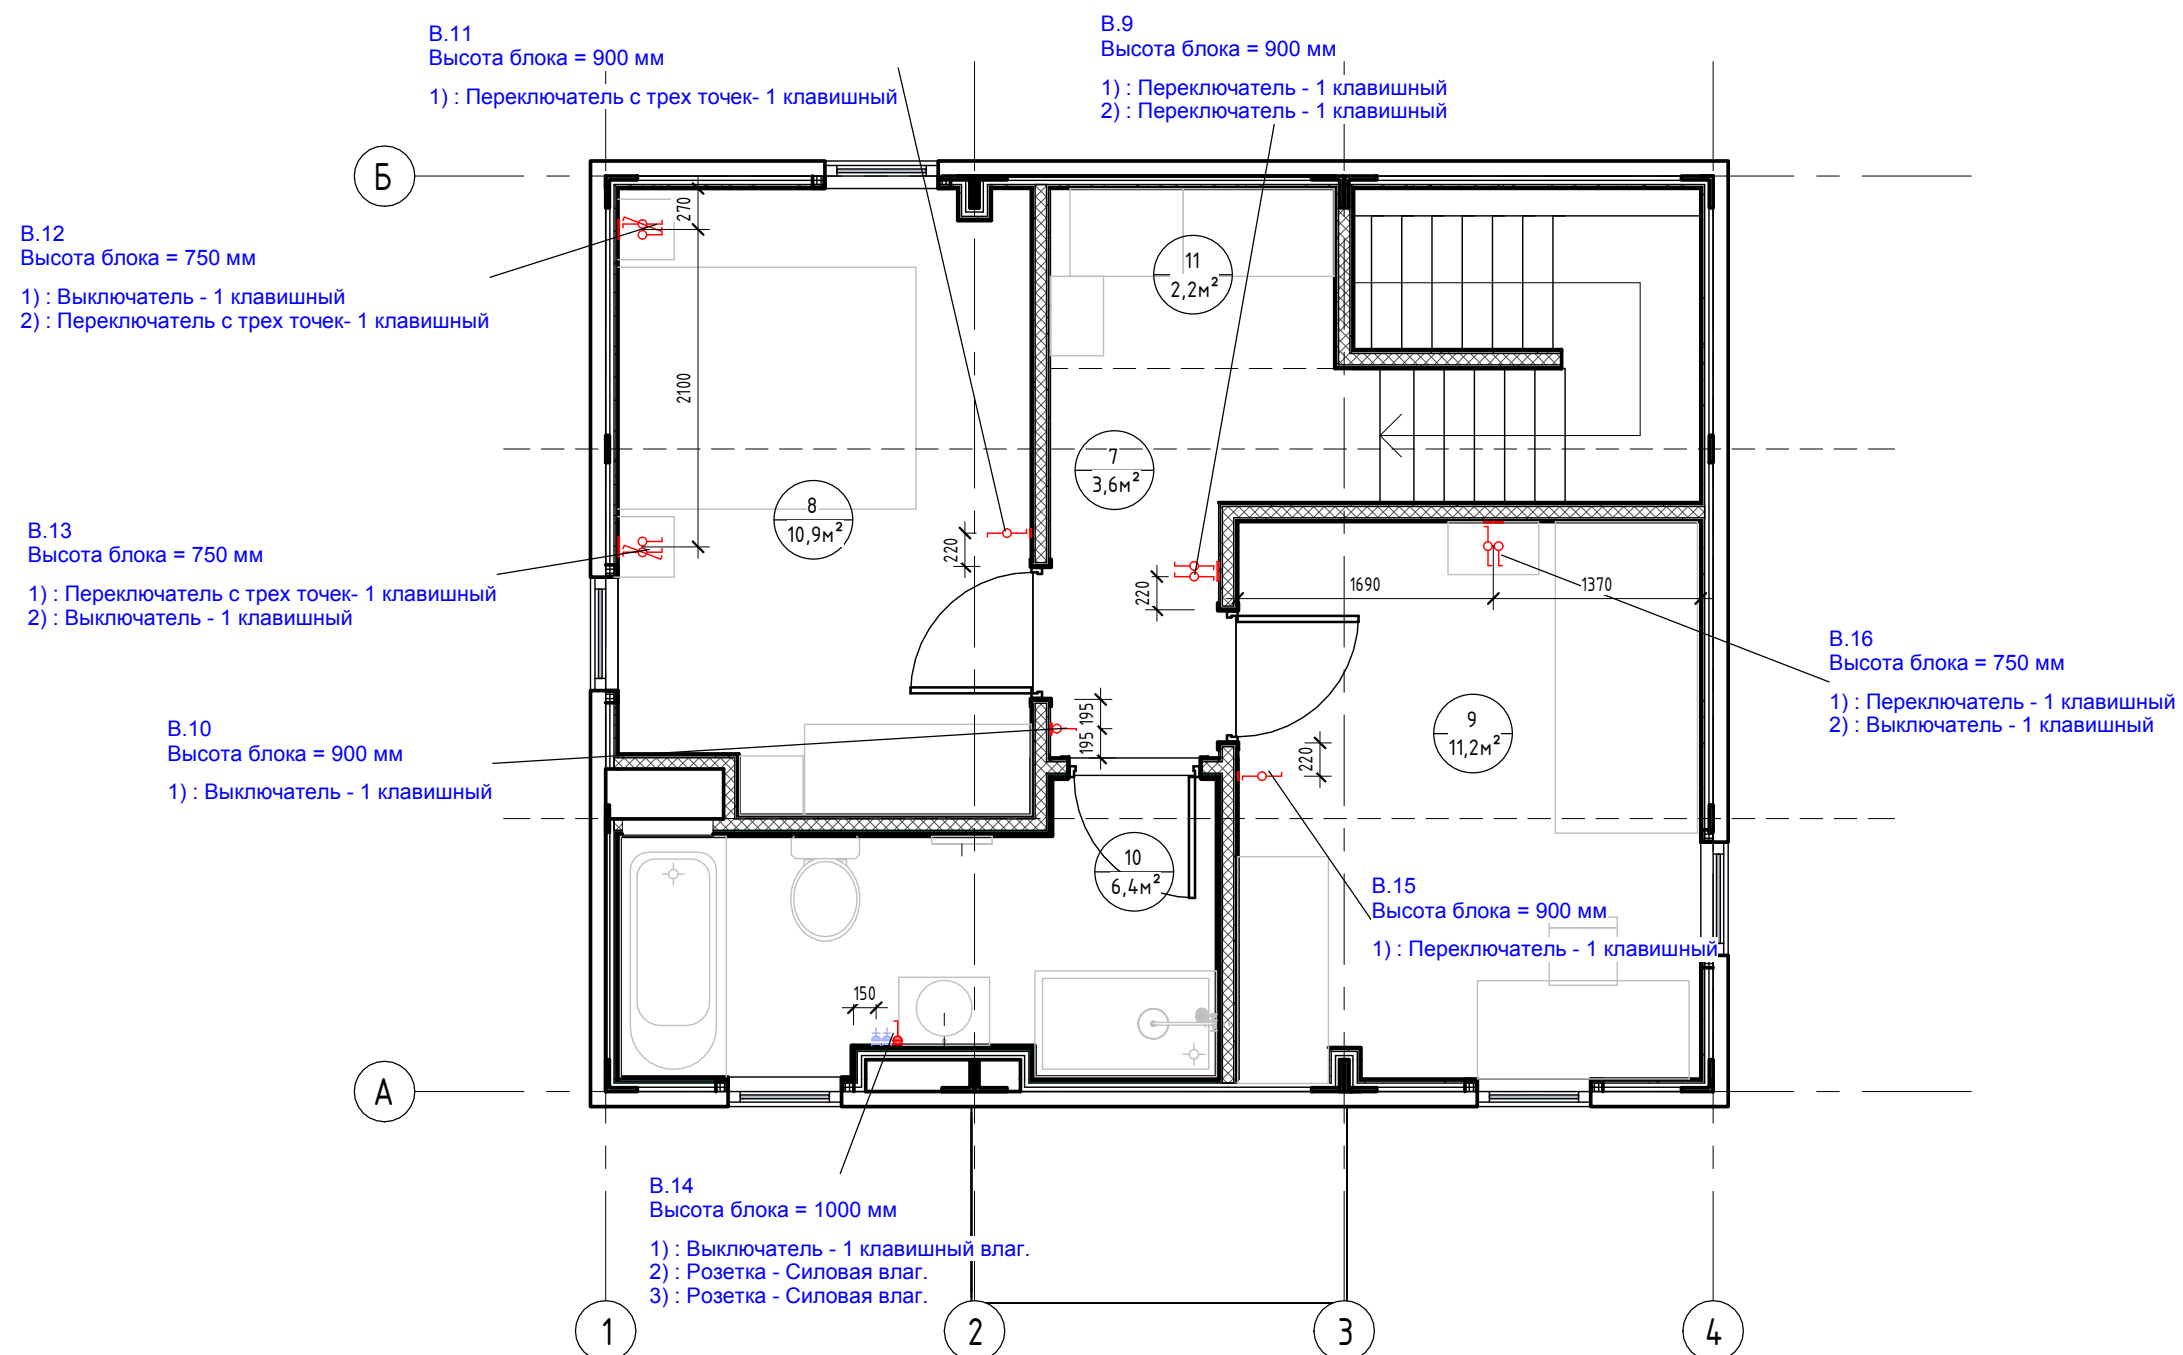 В.11
Высота блока = 900 мм
1) : Переключатель с трех точек- 1 клавишный
В.9
Высота блока = 900 мм
1) : Переключатель - 1 клавишный
2) : Переключатель - 1 клавишный
Б
В.12
Высота блока = 750 мм
1) : Выключатель - 1 клавишный
2) : Переключатель с трех точек- 1 клавишный
270
2100
11
2,2м²
7
3,6м²
8
10,9м²
В.13
Высота блока = 750 мм
1) : Переключатель с трех точек- 1 клавишный
2) : Выключатель - 1 клавишный
220
220
1690
1370
В.16
Высота блока = 750 мм
1) : Переключатель - 1 клавишный
2) : Выключатель - 1 клавишный
В.10
Высота блока = 900 мм
1) : Выключатель - 1 клавишный
195
195
9
11,2м²
220
10
6,4м²
В.15
Высота блока = 900 мм
1) : Переключатель - 1 клавишный
150
А
В.14
Высота блока = 1000 мм
1) : Выключатель - 1 клавишный влаг.
2) : Розетка - Силовая влаг.
3) : Розетка - Силовая влаг.
1
2
3
4